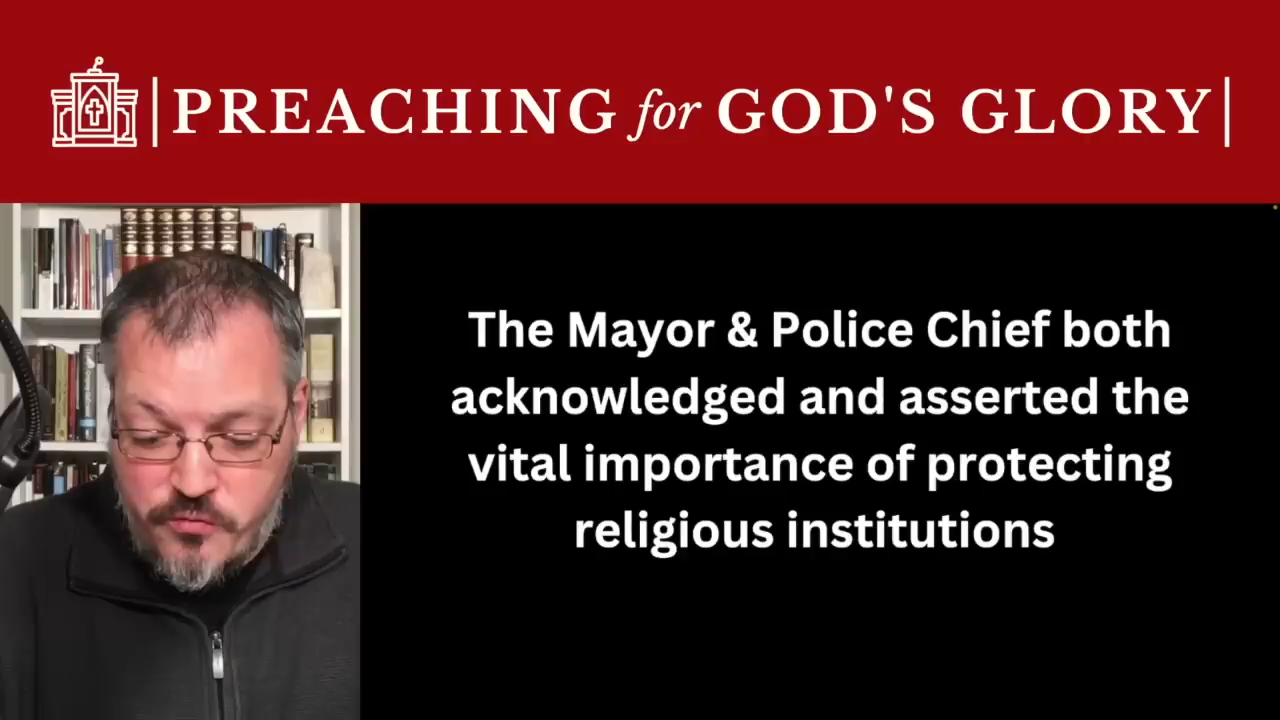 PREACHING for GOD'S GLORY
The Mayor & Police Chief both
acknowledged and asserted the
vital importance of protecting
religious institutions